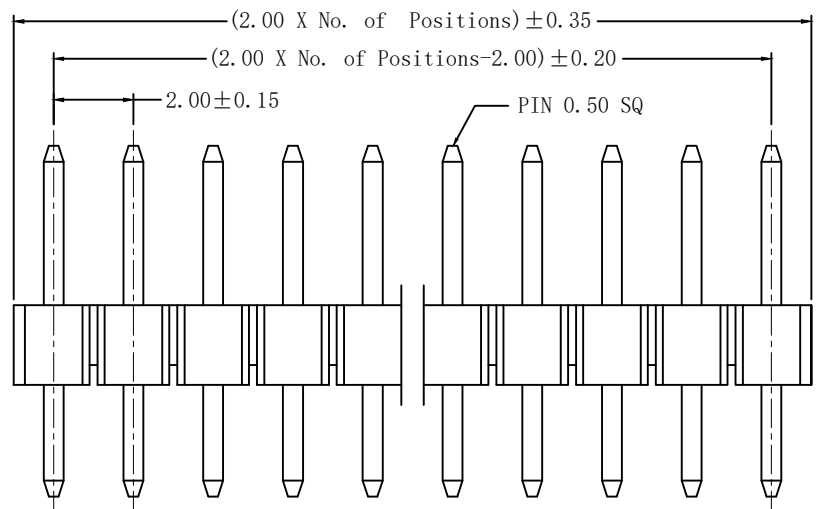 (2.00 X No. of Positions)±0.35
(2.00 X No. of Positions-2.00)±0.20
2.00±0.15
PIN 0.50 SQ